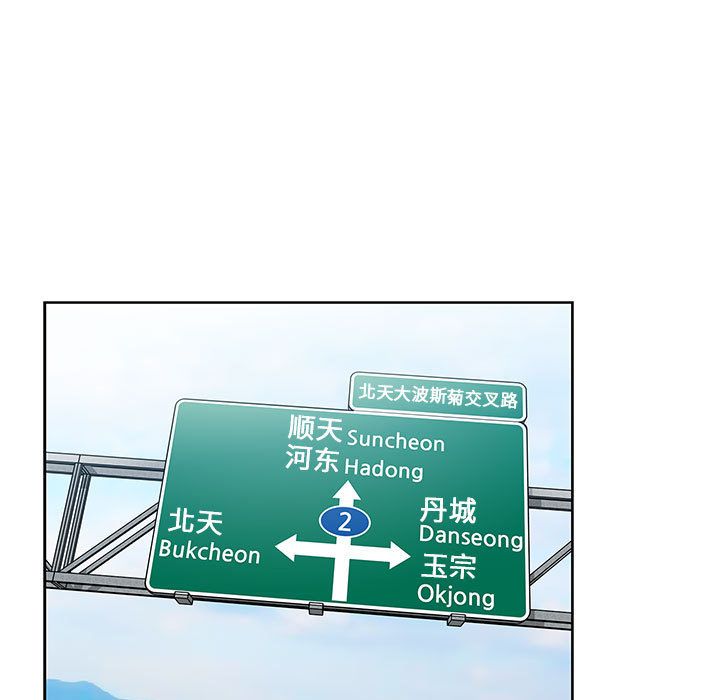 北天大波斯菊交叉路
顺天 Suncheon
河东 Hadong
2
北天
Bukcheon
丹城
Danseong
玉宗
Okjong